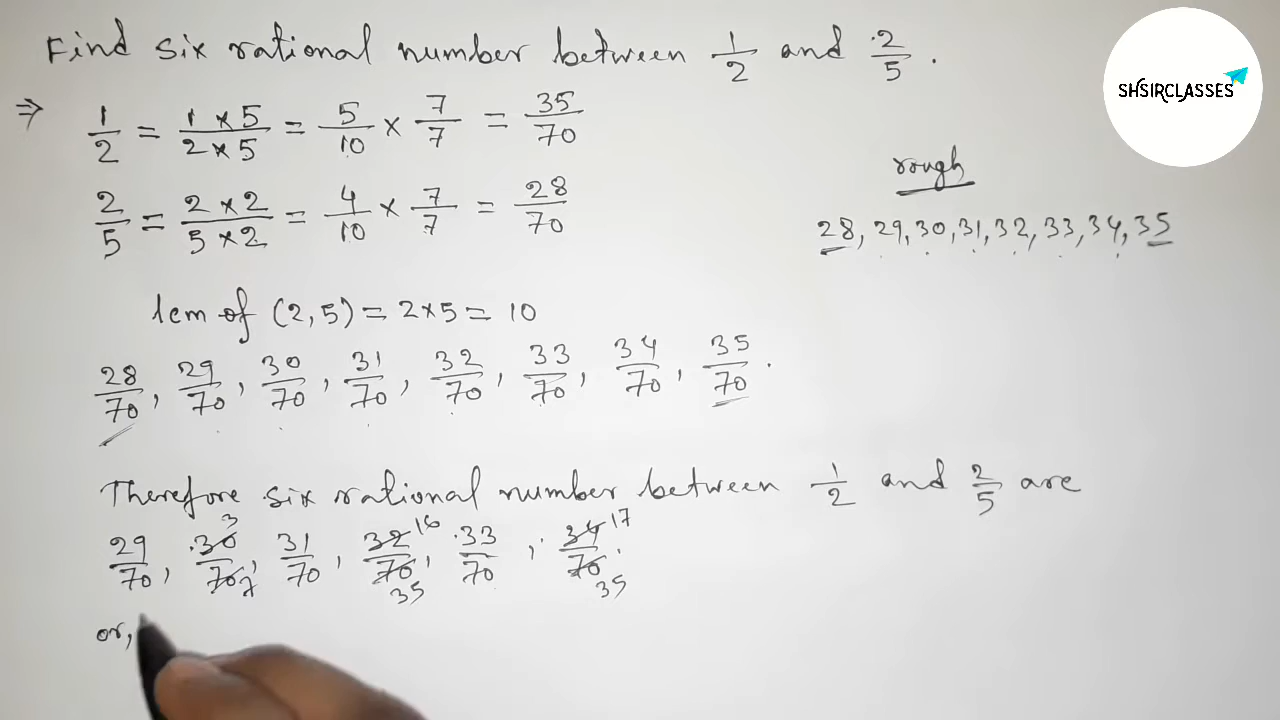 Find six rational number between 1/2 and 2/5.
SHSIRCLASSES
⇒ 1/2 = 1×5/2×5 = 5/10 × 7/7 = 35/70
2/5 = 2×2/5×2 = 4/10 × 7/7 = 28/70
rough
28, 29, 30, 31, 32, 33, 34, 35
lcm of (2,5) = 2×5 = 10
28/70, 29/70, 30/70, 31/70, 32/70, 33/70, 34/70, 35/70.
Therefore six rational number between 1/2 and 2/5 are
3 16 17
29/70, 30/70, 31/70, 32/70, 33/70, 34/70.
7 35 35
or,